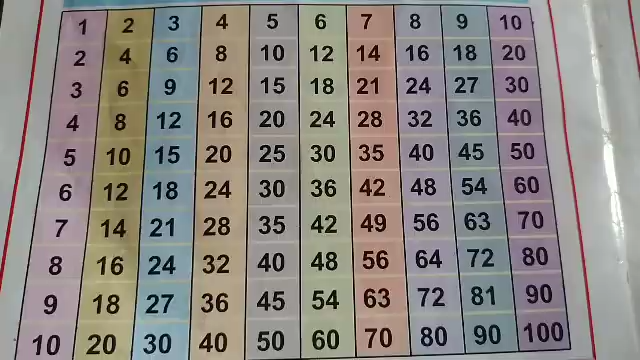 1 2 3 4 5 6 7 8 9 10
2 4 6 8 10 12 14 16 18 20
3 6 9 12 15 18 21 24 27 30
4 8 12 16 20 24 28 32 36 40
5 10 15 20 25 30 35 40 45 50
6 12 18 24 30 36 42 48 54 60
7 14 21 28 35 42 49 56 63 70
8 16 24 32 40 48 56 64 72 80
9 18 27 36 45 54 63 72 81 90
10 20 30 40 50 60 70 80 90 100